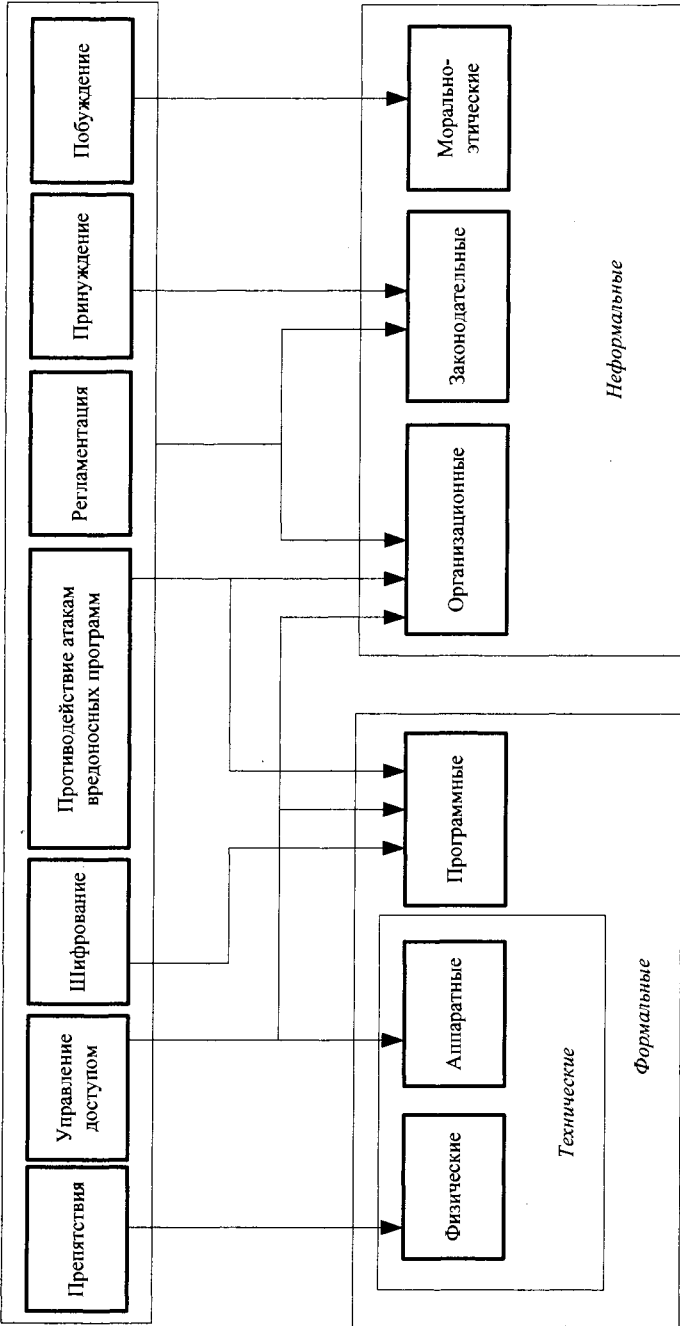 Препятствия
Управление
доступом
Шифрование
Противодействие атакам
вредоносных программ
Регламентация
Принуждение
Побуждение
Физические
Аппаратные
Технические
Программные
Формальные
Организационные
Законодательные
Морально-
этические
Неформальные